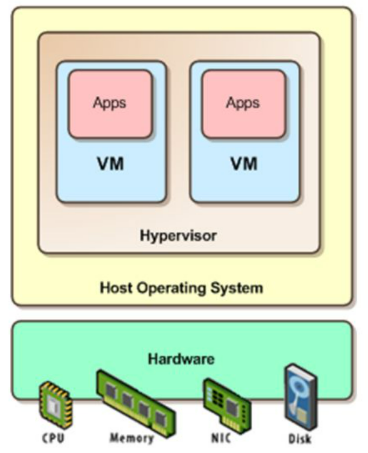 Apps
Apps
VM
VM
Hypervisor
Host Operating System
Hardware
CPU
Memory
NIC
Disk